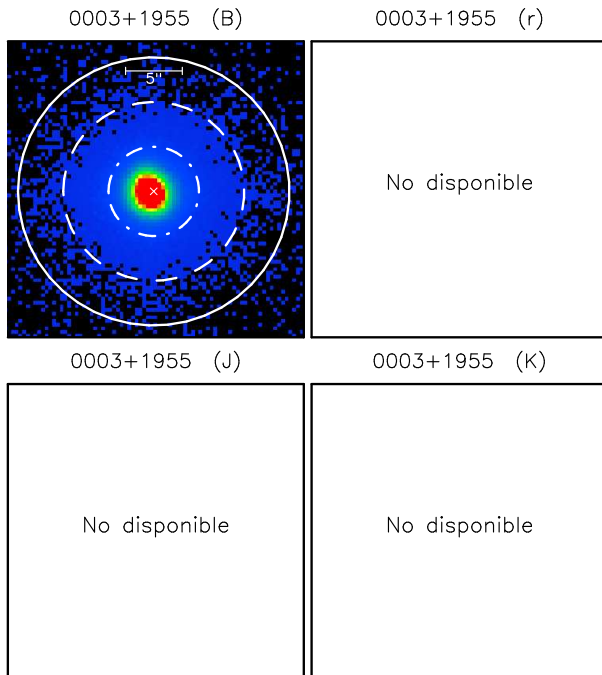 0003+1955 (B)
0003+1955 (r)
5"
No disponible
0003+1955 (J)
0003+1955 (K)
No disponible
No disponible